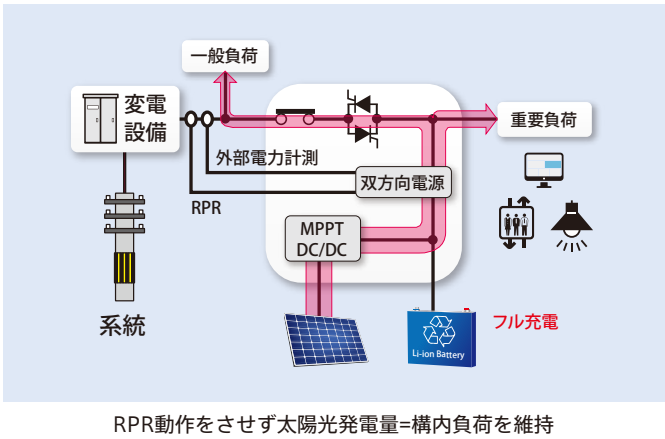 一般負荷
変電
設備
重要負荷
外部電力計測
双方向電源
RPR
MPPT
DC/DC
系統
Li-ion Battery
フル充電
RPR動作をさせず太陽光発電量=構内負荷を維持